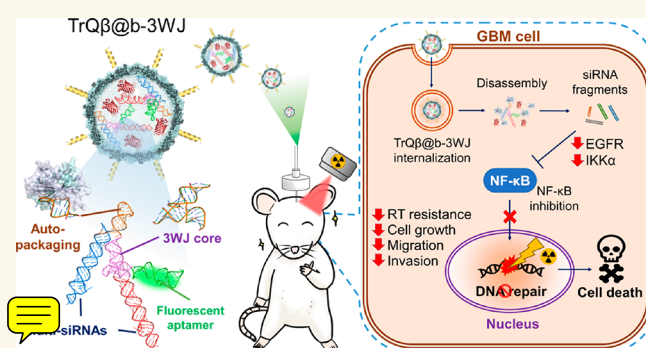 TrQβ@b-3WJ
Auto-
packaging
3WJ core
Fluorescent
aptamer
-siRNAs
GBM cell
TrQβ@b-3WJ
internalization
Disassembly
siRNA
fragments
EGFR
IKKα
NF-κB
NF-κB
inhibition
RT resistance
Cell growth
Migration
Invasion
DNA repair
Cell death
Nucleus